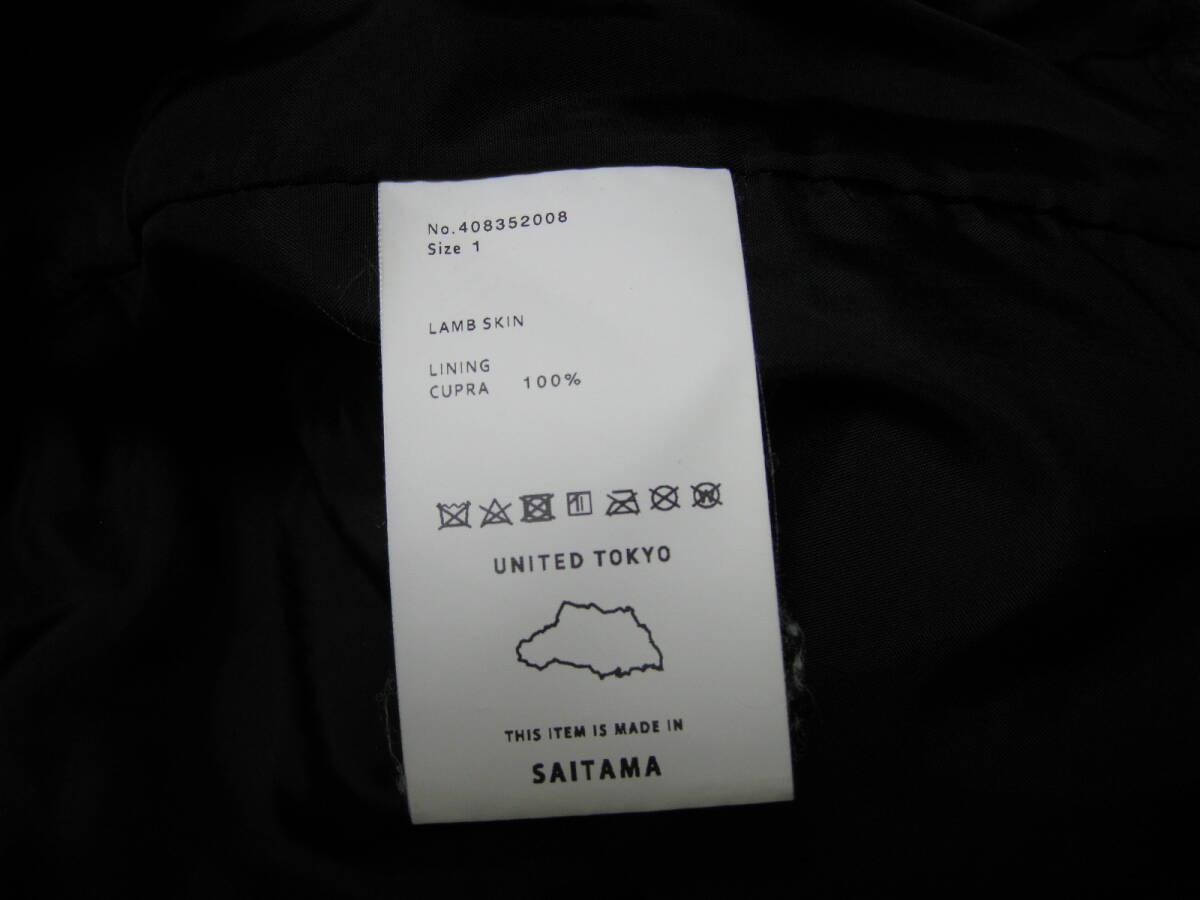 No.408352008
Size 1
LAMB SKIN
LINING
CUPRA 100%
W
UNITED TOKYO
THIS ITEM IS MADE IN
SAITAMA